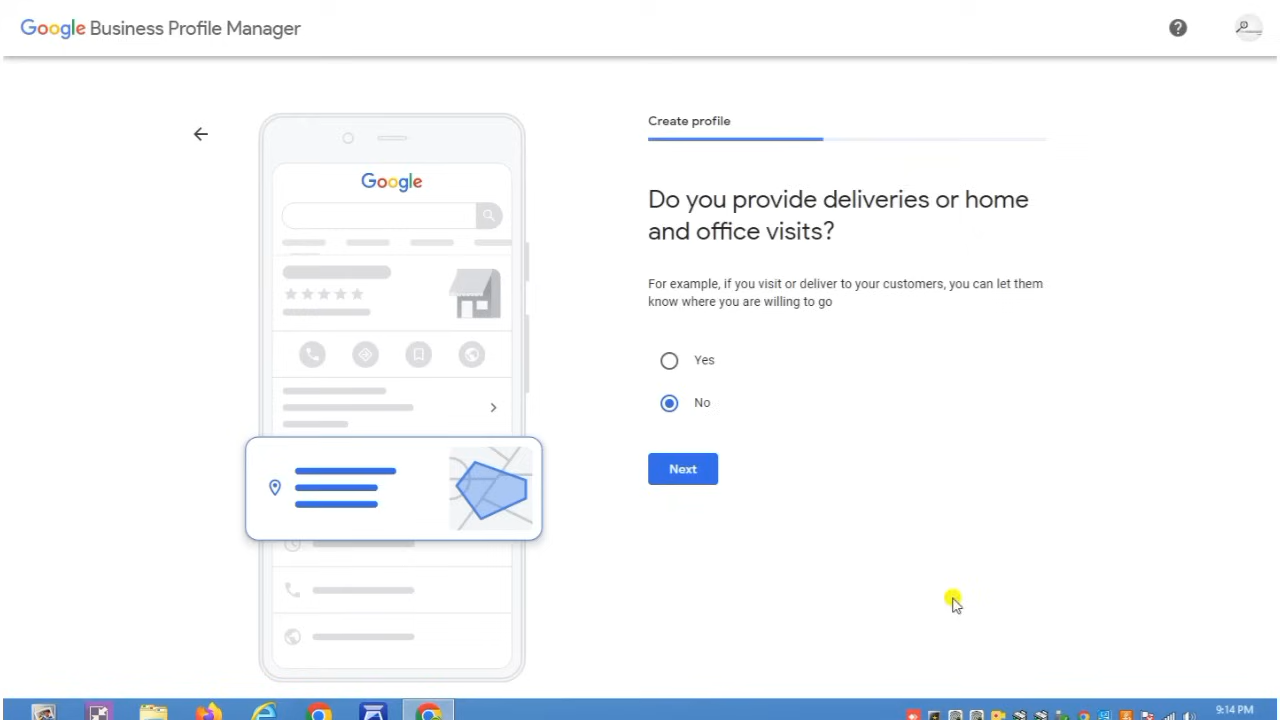 Google Business Profile Manager
Create profile
Google
Do you provide deliveries or home
and office visits?
For example, if you visit or deliver to your customers, you can let them
know where you are willing to go
Yes
No
Next
9:14 PM